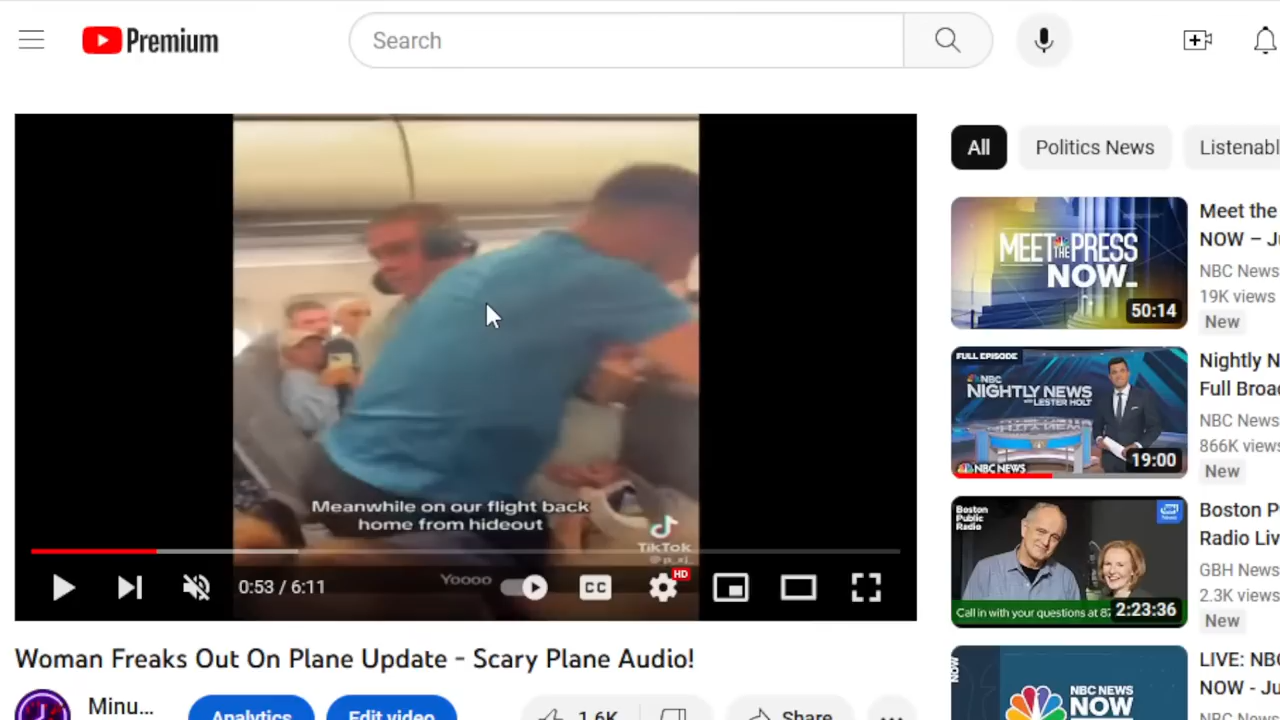 Premium
Search
All
Politics News
Listenabl
Meanwhile on our flight back
home from hideout
TikTok
Yoooo
0:53 / 6:11
CC
HD
Woman Freaks Out On Plane Update - Scary Plane Audio!
Minu...
Analytics
Edit video
1.6K
Share
MEET THE PRESS
NOW
50:14
Meet the
NOW – Ju
NBC News
19K views
New
FULL EPISODE
NBC
NIGHTLY NEWS
WITH LESTER HOLT
NBC NEWS
19:00
Nightly N
Full Broad
NBC News
866K views
New
Boston
Public
Radio
Call in with your questions at 87
2:23:36
Boston P
Radio Liv
GBH News
2.3K views
New
NOW
NBC NEWS
NOW
LIVE: NBC
NOW - Ju
NBC News